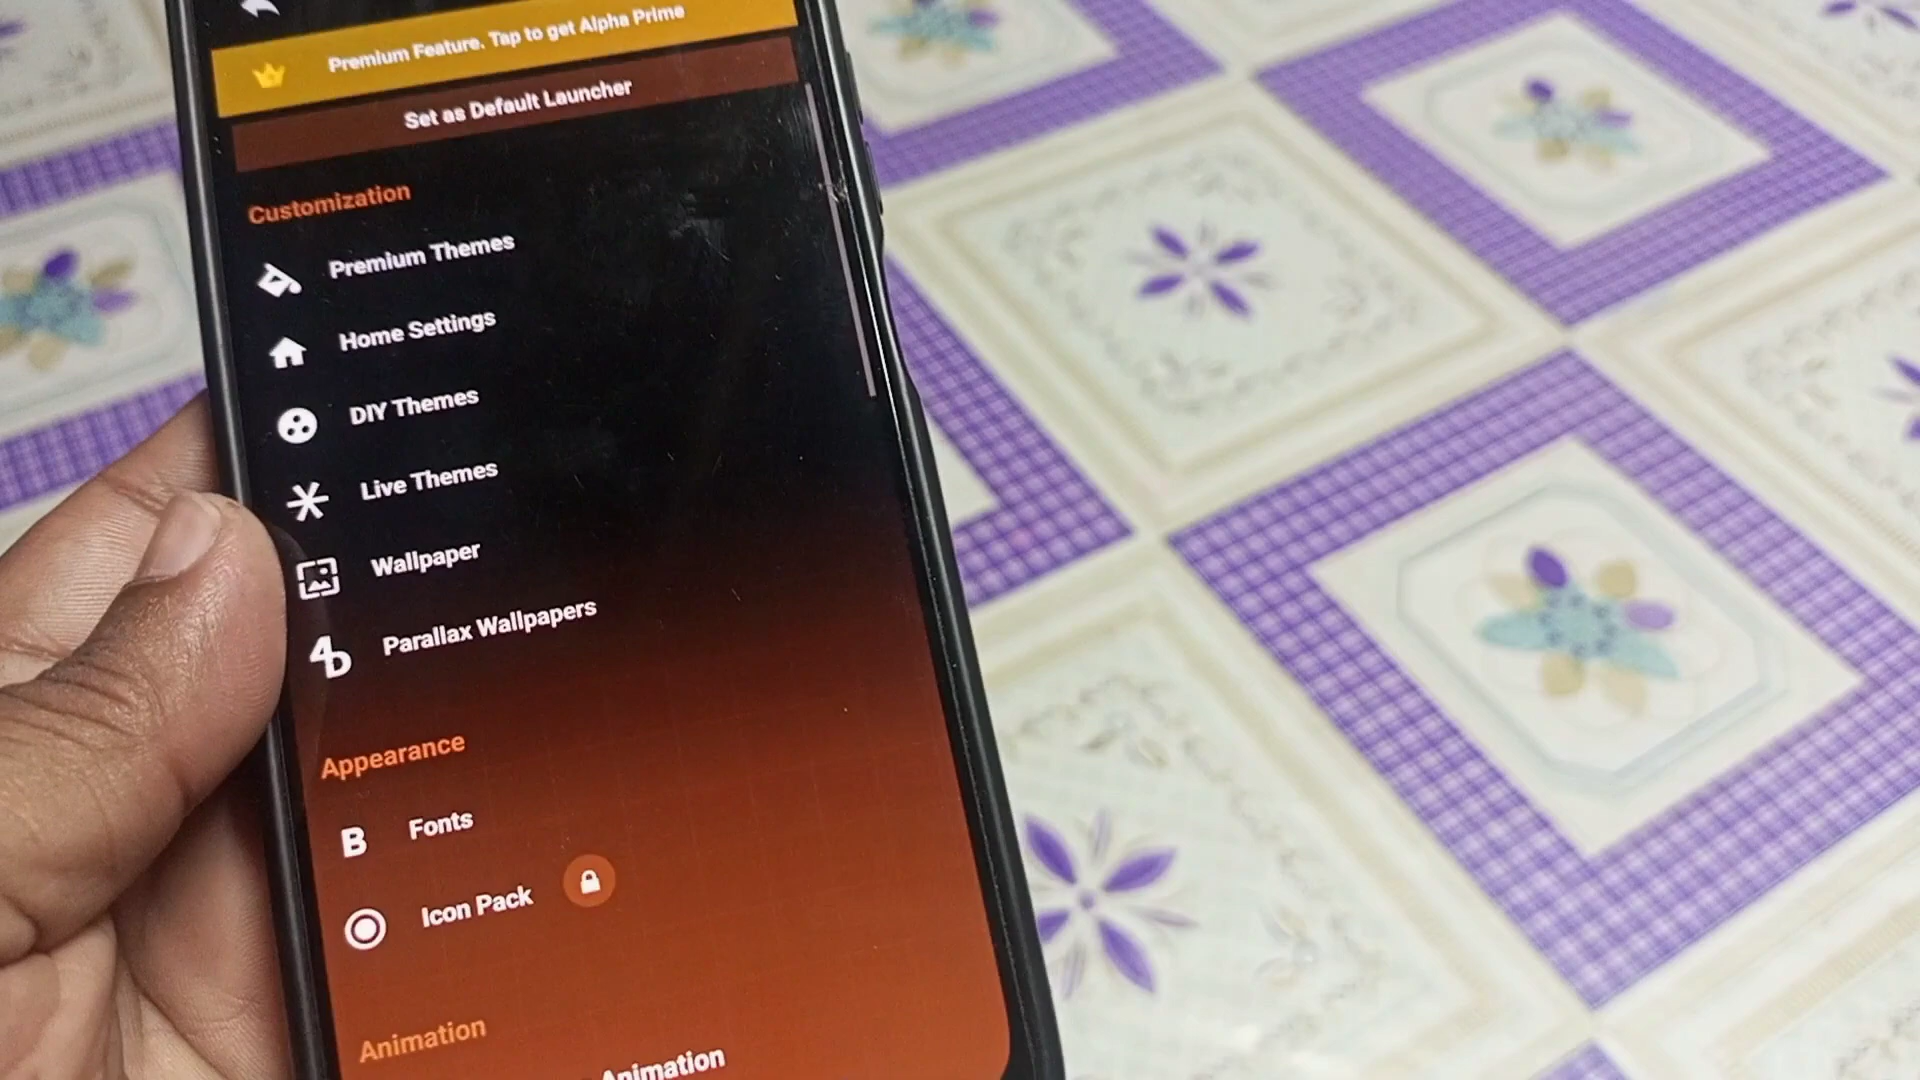 Premium Feature. Tap to get Alpha Prime
Set as Default Launcher
Customization
Premium Themes
Home Settings
DIY Themes
Live Themes
Wallpaper
4D Parallax Wallpapers
Appearance
B Fonts
Icon Pack
Animation
Animation